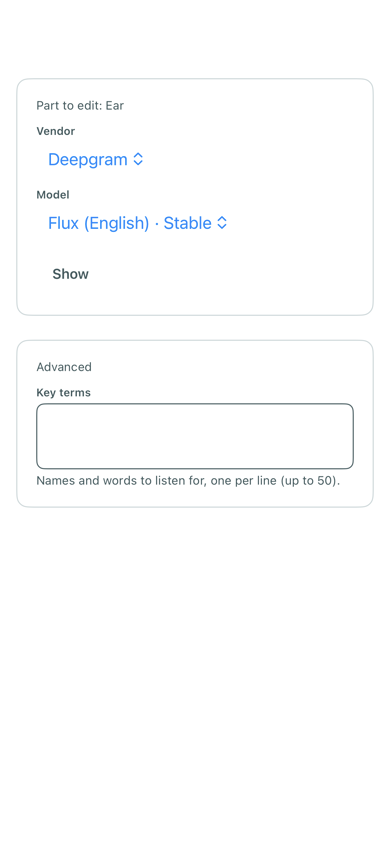 Part to edit: Ear
Vendor
Deepgram
Model
Flux (English) · Stable
Show
Advanced
Key terms
Names and words to listen for, one per line (up to 50).